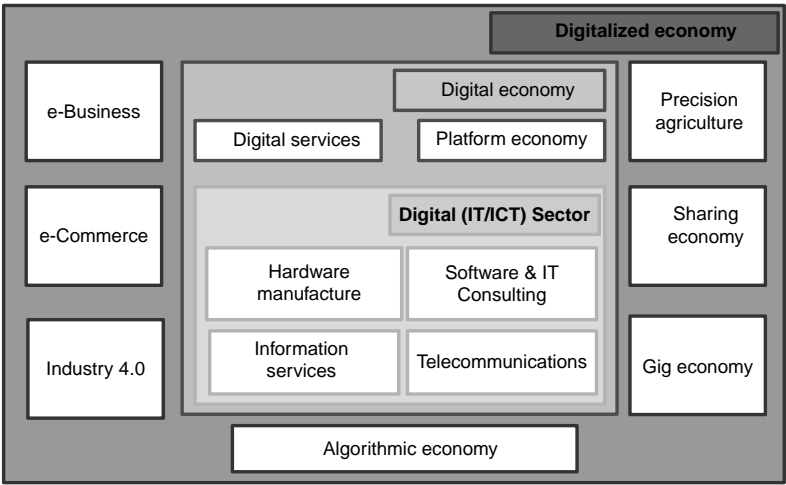 Digitalized economy
e-Business
Digital economy
Precision
agriculture
Digital services
Platform economy
e-Commerce
Digital (IT/ICT) Sector
Sharing
economy
Hardware
manufacture
Software & IT
Consulting
Industry 4.0
Information
services
Telecommunications
Gig economy
Algorithmic economy